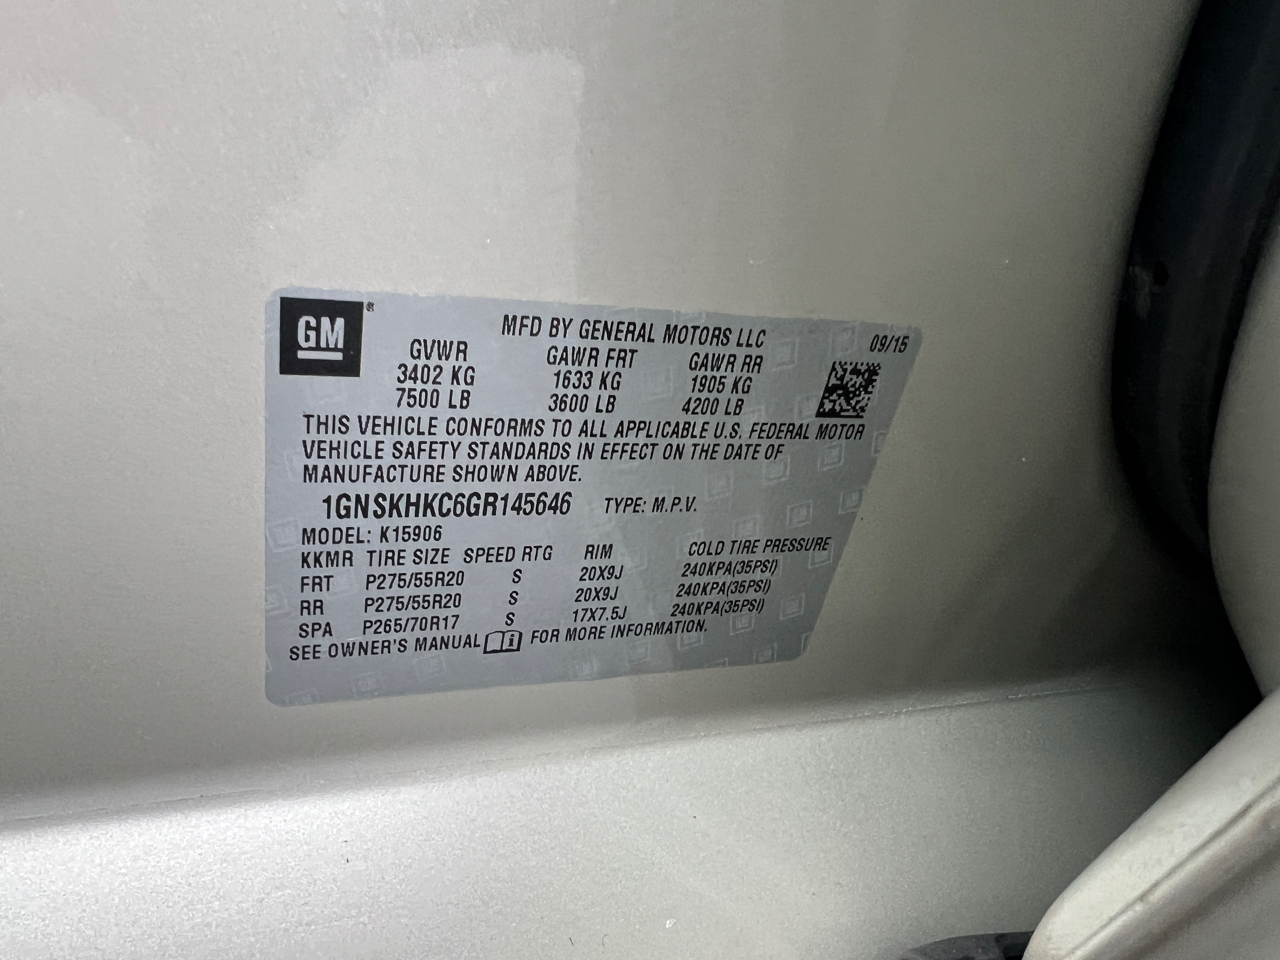 GM ®
MFD BY GENERAL MOTORS LLC 09/15
GVWR GAWR FRT GAWR RR
3402 KG 1633 KG 1905 KG
7500 LB 3600 LB 4200 LB
THIS VEHICLE CONFORMS TO ALL APPLICABLE U.S. FEDERAL MOTOR
VEHICLE SAFETY STANDARDS IN EFFECT ON THE DATE OF
MANUFACTURE SHOWN ABOVE.
1GNSKHKC6GR145646 TYPE: M.P.V.
MODEL: K15906
KKMR TIRE SIZE SPEED RTG RIM COLD TIRE PRESSURE
FRT P275/55R20 S 20X9J 240KPA(35PSI)
RR P275/55R20 S 20X9J 240KPA(35PSI)
SPA P265/70R17 S 17X7.5J 240KPA(35PSI)
SEE OWNER'S MANUAL i FOR MORE INFORMATION.